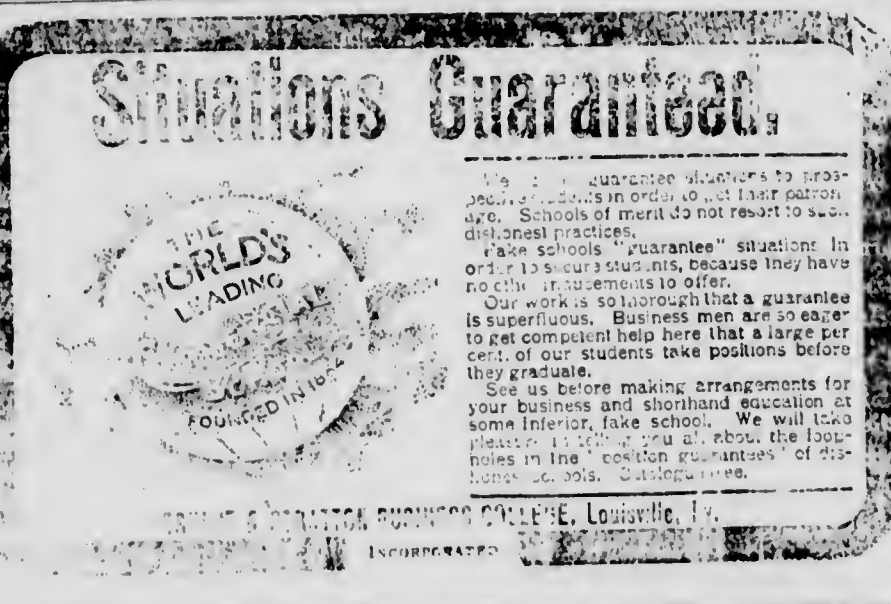 Situations Guaranteed.
THE
WORLD'S
LEADING
FOUNDED IN
guarantee situations to pros-
pective students in order to get their patron-
age. Schools of merit do not resort to such
dishonest practices.
Fake schools "guarantee" situations in
order to secure students, because they have
no other inducements to offer.
Our work is so thorough that a guarantee
is superfluous. Business men are so eager
to get competent help here that a large per
cent. of our students take positions before
they graduate.
See us before making arrangements for
your business and shorthand education at
some inferior, fake school. We will take
pleasure in telling you all about the loop-
holes in the "position guarantees" of dis-
honest schools. Catalogue free.
STRATTON BUSINESS COLLEGE, Louisville, Ky.
INCORPORATED